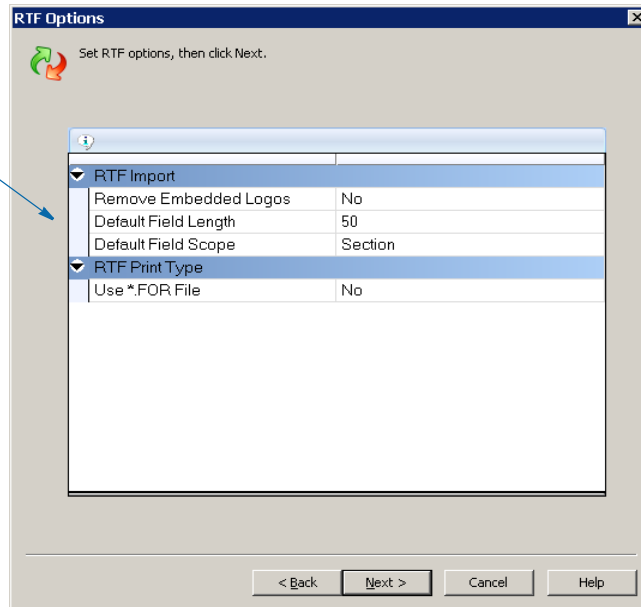 RTF Options
Set RTF options, then click Next.
RTF Import
Remove Embedded Logos No
Default Field Length 50
Default Field Scope Section
RTF Print Type
Use *.FOR File No
< Back Next > Cancel Help